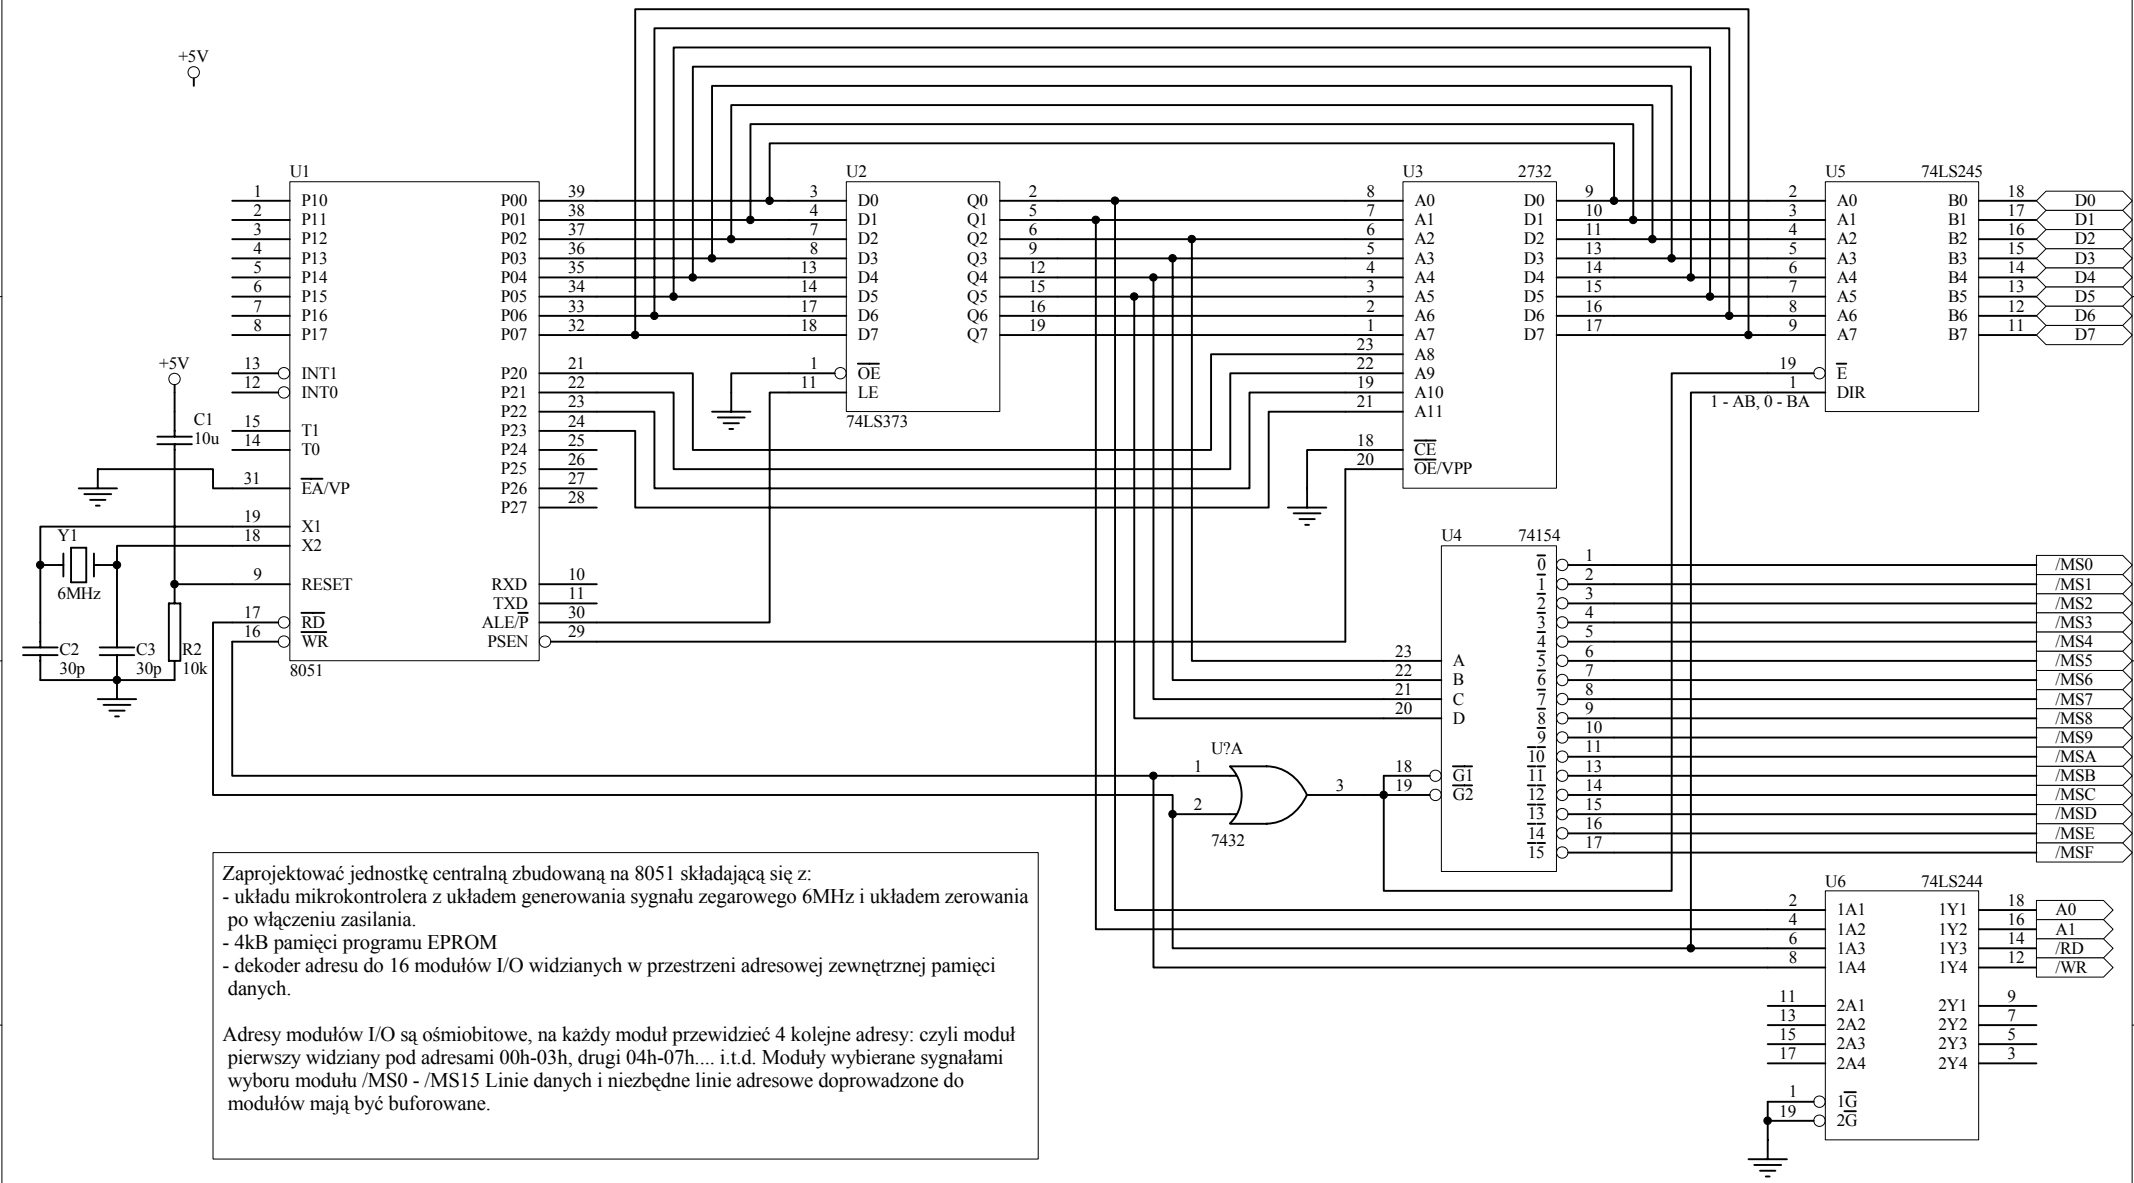 +5V
U1
1 P10 P00 39
2 P11 P01 38
3 P12 P02 37
4 P13 P03 36
5 P14 P04 35
6 P15 P05 34
7 P16 P06 33
8 P17 P07 32
13 INT1 P20 21
12 INT0 P21 22
P22 23
15 T1 P23 24
14 T0 P24 25
P25 26
31 EA/VP P26 27
P27 28
19 X1
18 X2
9 RESET RXD 10
TXD 11
17 RD ALE/P 30
16 WR PSEN 29
8051
+5V
C1
10u
Y1
6MHz
C2
30p
C3
30p
R2
10k
U2
3 D0 Q0 2
4 D1 Q1 5
7 D2 Q2 6
8 D3 Q3 9
13 D4 Q4 12
14 D5 Q5 15
17 D6 Q6 16
18 D7 Q7 19
1 OE
11 LE
74LS373
U3 2732
8 A0 D0 9
7 A1 D1 10
6 A2 D2 11
5 A3 D3 13
4 A4 D4 14
3 A5 D5 15
2 A6 D6 16
1 A7 D7 17
23 A8
22 A9
19 A10
21 A11
18 CE
20 OE/VPP
U5 74LS245
2 A0 B0 18 D0
3 A1 B1 17 D1
4 A2 B2 16 D2
5 A3 B3 15 D3
6 A4 B4 14 D4
7 A5 B5 13 D5
8 A6 B6 12 D6
9 A7 B7 11 D7
19 E
1 DIR
1 - AB, 0 - BA
U4 74154
0 1 /MS0
1 2 /MS1
2 3 /MS2
3 4 /MS3
4 5 /MS4
23 A 5 6 /MS5
22 B 6 7 /MS6
21 C 7 8 /MS7
20 D 8 9 /MS8
9 10 /MS9
10 11 /MSA
18 G1 11 13 /MSB
19 G2 12 14 /MSC
13 15 /MSD
14 16 /MSE
15 17 /MSF
U?A
1
2
3
7432
U6 74LS244
2 1A1 1Y1 18 A0
4 1A2 1Y2 16 A1
6 1A3 1Y3 14 /RD
8 1A4 1Y4 12 /WR
11 2A1 2Y1 9
13 2A2 2Y2 7
15 2A3 2Y3 5
17 2A4 2Y4 3
1 1G
19 2G
Zaprojektować jednostkę centralną zbudowaną na 8051 składającą się z:
- układu mikrokontrolera z układem generowania sygnału zegarowego 6MHz i układem zerowania
po włączeniu zasilania.
- 4kB pamięci programu EPROM
- dekoder adresu do 16 modułów I/O widzianych w przestrzeni adresowej zewnętrznej pamięci
danych.
Adresy modułów I/O są ośmiobitowe, na każdy moduł przewidzieć 4 kolejne adresy: czyli moduł
pierwszy widziany pod adresami 00h-03h, drugi 04h-07h.... i.t.d. Moduły wybierane sygnałami
wyboru modułu /MS0 - /MS15 Linie danych i niezbędne linie adresowe doprowadzone do
modułów mają być buforowane.